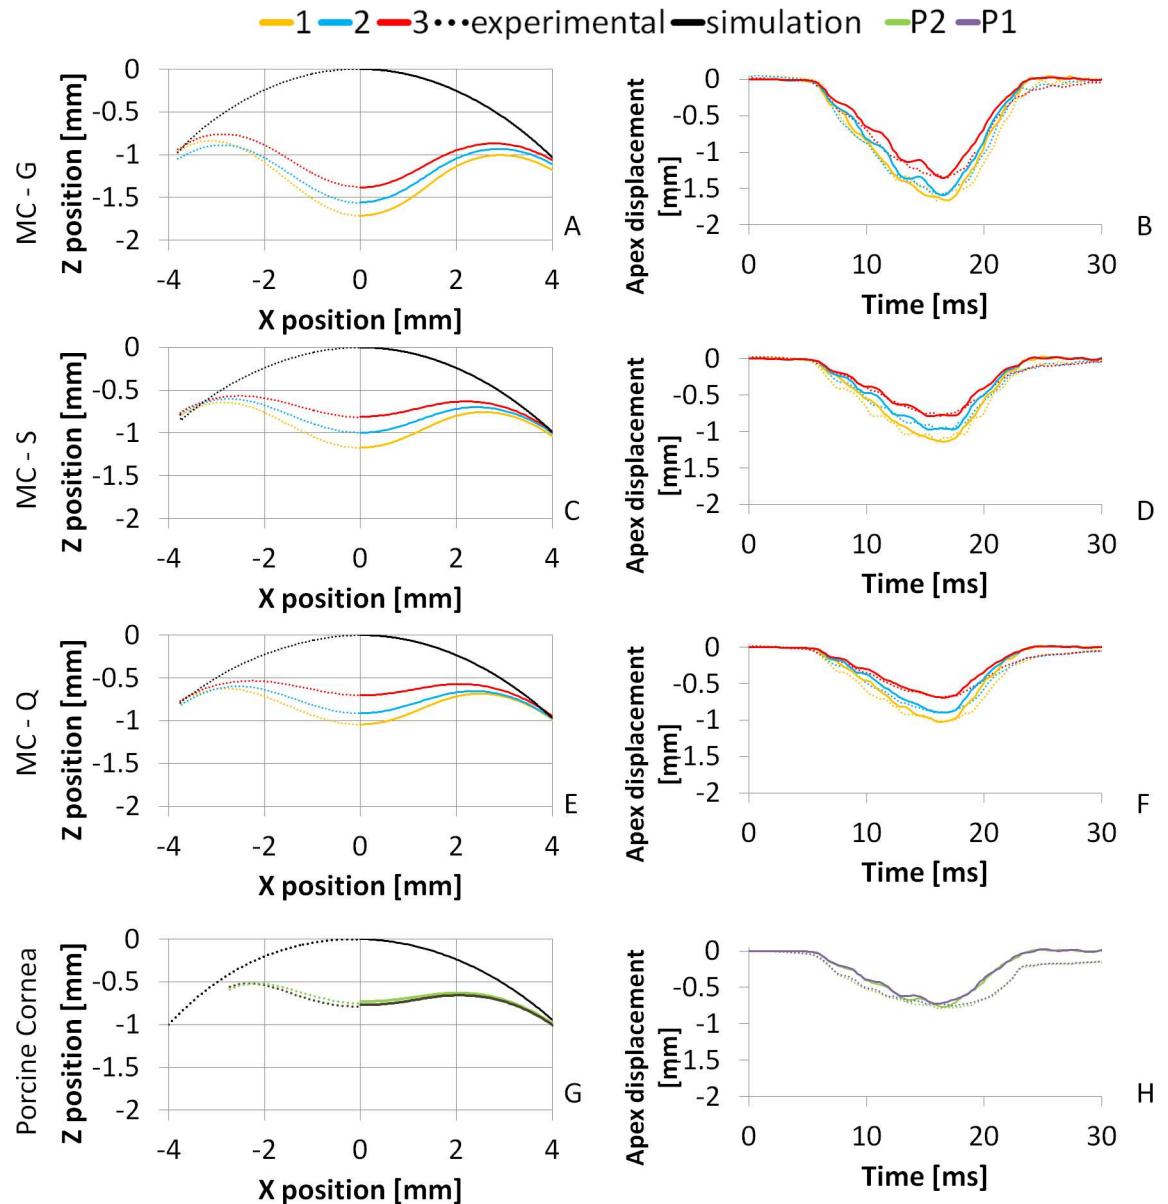 1 2 3 experimental simulation P2 P1
MC - G
Z position [mm]
0
-0.5
-1
-1.5
-2
-4 -2 0 2 4
X position [mm]
A
Apex displacement
[mm]
0
-0.5
-1
-1.5
-2
0 10 20 30
Time [ms]
B
MC - S
Z position [mm]
0
-0.5
-1
-1.5
-2
-4 -2 0 2 4
X position [mm]
C
Apex displacement
[mm]
0
-0.5
-1
-1.5
-2
0 10 20 30
Time [ms]
D
MC - Q
Z position [mm]
0
-0.5
-1
-1.5
-2
-4 -2 0 2 4
X position [mm]
E
Apex displacement
[mm]
0
-0.5
-1
-1.5
-2
0 10 20 30
Time [ms]
F
Porcine Cornea
Z position [mm]
0
-0.5
-1
-1.5
-2
-4 -2 0 2 4
X position [mm]
G
Apex displacement
[mm]
0
-0.5
-1
-1.5
-2
0 10 20 30
Time [ms]
H